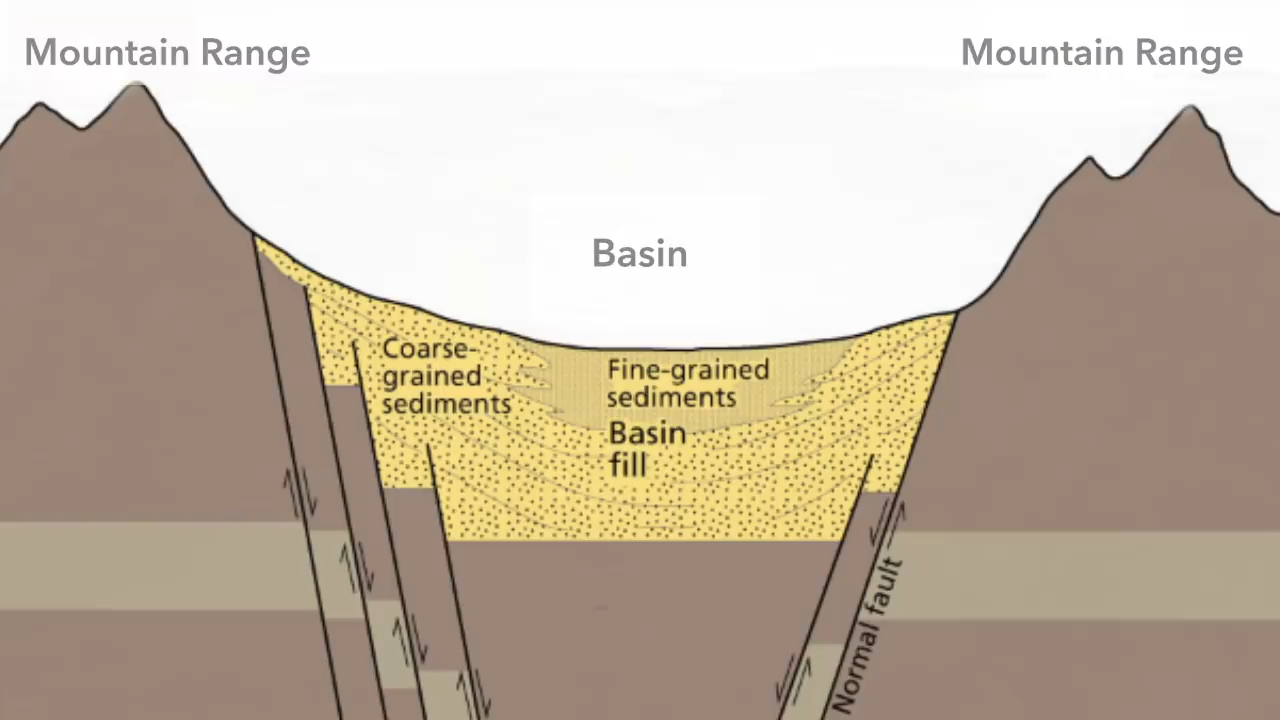 Mountain Range
Mountain Range
Basin
Coarse-
grained
sediments
Fine-grained
sediments
Basin
fill
Normal fault